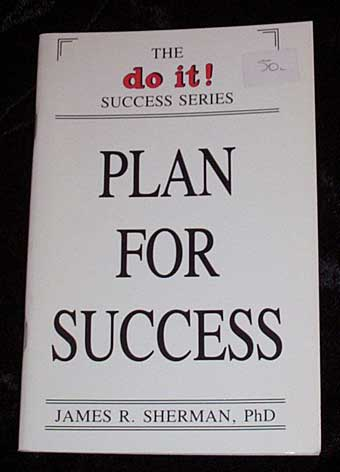 THE
do it!
SUCCESS SERIES
50.
PLAN
FOR
SUCCESS
JAMES R. SHERMAN, PhD